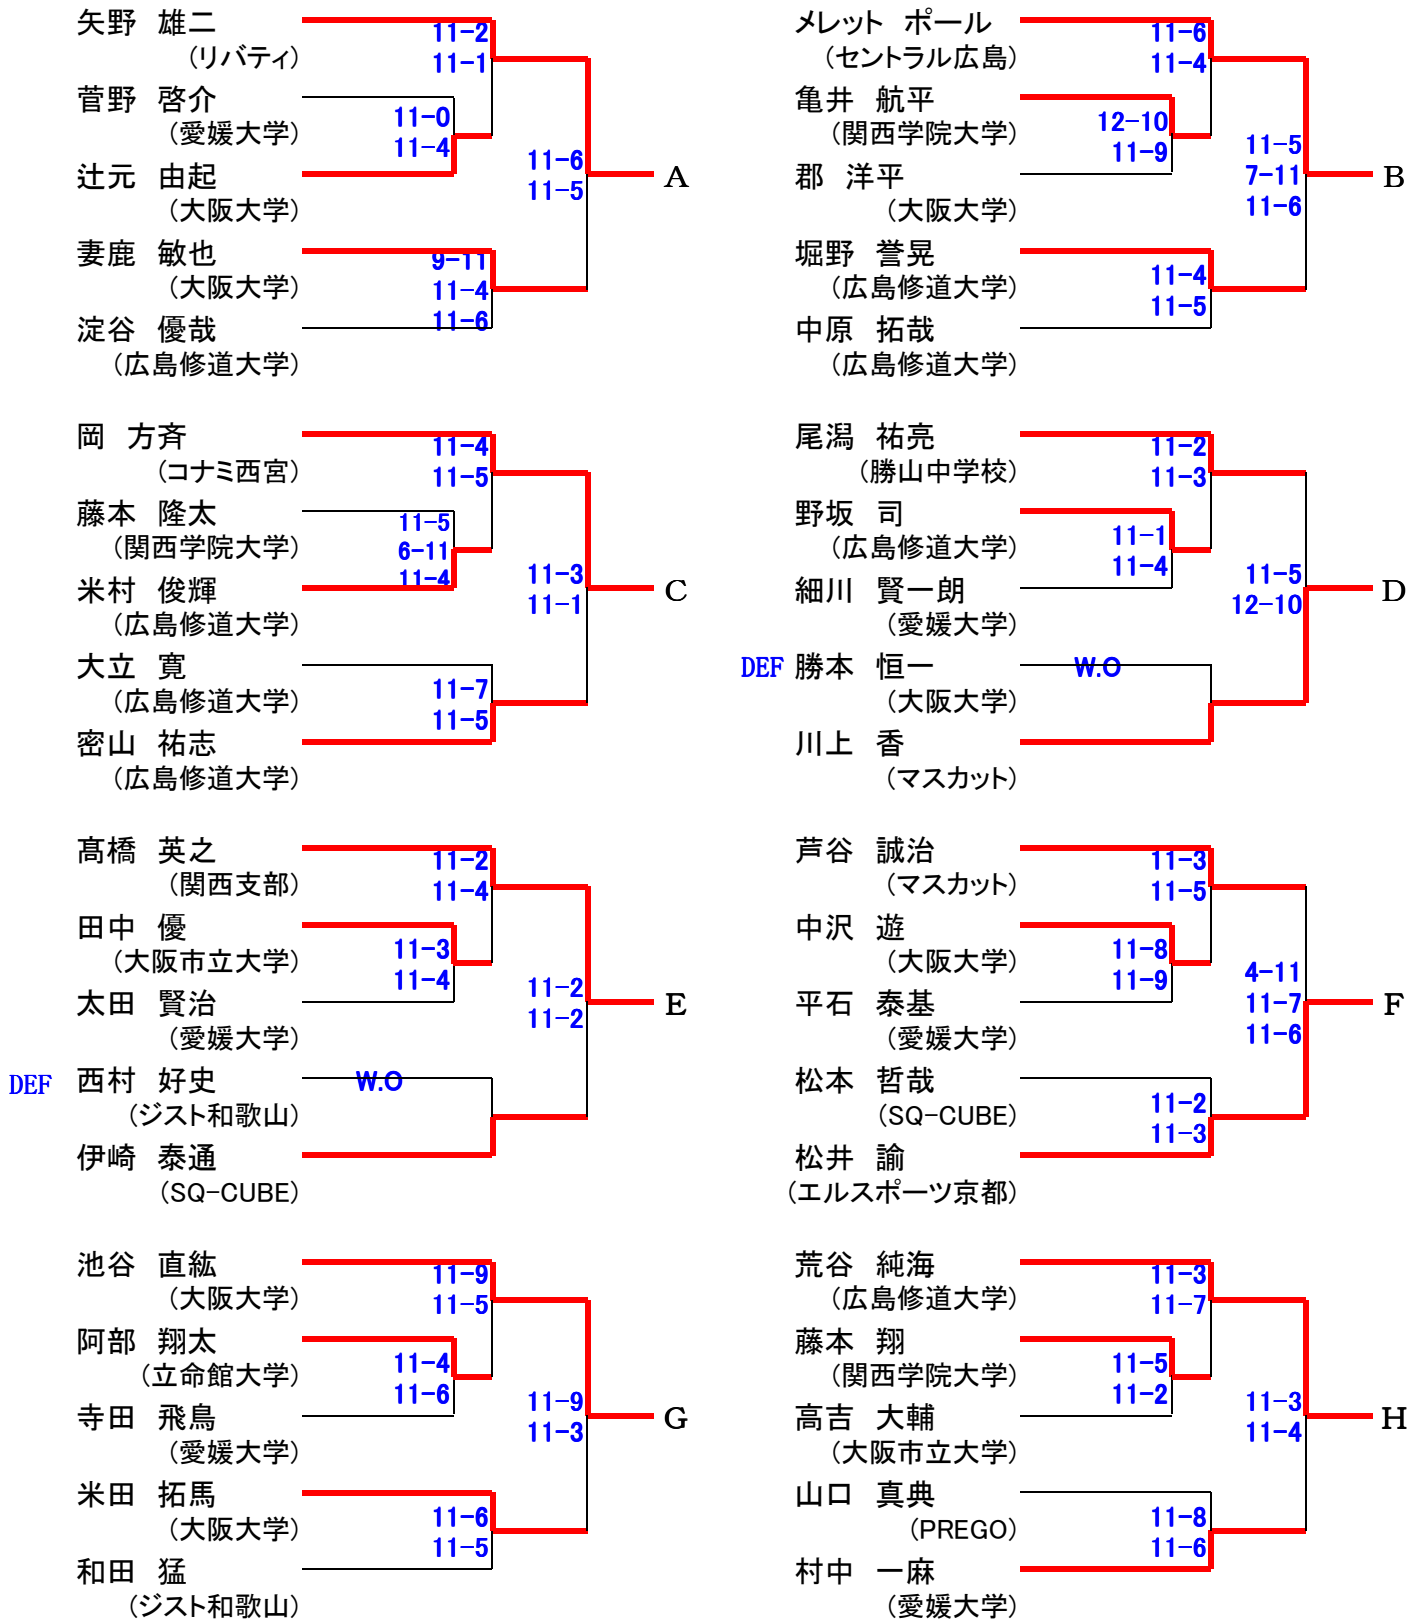 矢野 雄二
(リバティ)
11-2
11-1
菅野 啓介
(愛媛大学)
11-0
11-4
辻元 由起
(大阪大学)
11-6
11-5
A
妻鹿 敏也
(大阪大学)
9-11
11-4
11-6
淀谷 優哉
(広島修道大学)
メレット ポール
(セントラル広島)
11-6
11-4
亀井 航平
(関西学院大学)
12-10
11-9
郡 洋平
(大阪大学)
11-5
7-11
11-6
B
堀野 誉晃
(広島修道大学)
11-4
11-5
中原 拓哉
(広島修道大学)
岡 方斉
(コナミ西宮)
11-4
11-5
藤本 隆太
(関西学院大学)
11-5
6-11
11-4
米村 俊輝
(広島修道大学)
11-3
11-1
C
大立 寛
(広島修道大学)
11-7
11-5
密山 祐志
(広島修道大学)
尾潟 祐亮
(勝山中学校)
11-2
11-3
野坂 司
(広島修道大学)
11-1
11-4
細川 賢一朗
(愛媛大学)
11-5
12-10
D
DEF 勝本 恒一
(大阪大学)
W.O
川上 香
(マスカット)
髙橋 英之
(関西支部)
11-2
11-4
田中 優
(大阪市立大学)
11-3
11-4
太田 賢治
(愛媛大学)
11-2
11-2
E
DEF 西村 好史
(ジスト和歌山)
W.O
伊崎 泰通
(SQ-CUBE)
芦谷 誠治
(マスカット)
11-3
11-5
中沢 遊
(大阪大学)
11-8
11-9
平石 泰基
(愛媛大学)
4-11
11-7
11-6
F
松本 哲哉
(SQ-CUBE)
11-2
11-3
松井 諭
(エルスポーツ京都)
池谷 直紘
(大阪大学)
11-9
11-5
阿部 翔太
(立命館大学)
11-4
11-6
寺田 飛鳥
(愛媛大学)
11-9
11-3
G
米田 拓馬
(大阪大学)
11-6
11-5
和田 猛
(ジスト和歌山)
荒谷 純海
(広島修道大学)
11-3
11-7
藤本 翔
(関西学院大学)
11-5
11-2
高吉 大輔
(大阪市立大学)
11-3
11-4
H
山口 真典
(PREGO)
11-8
11-6
村中 一麻
(愛媛大学)